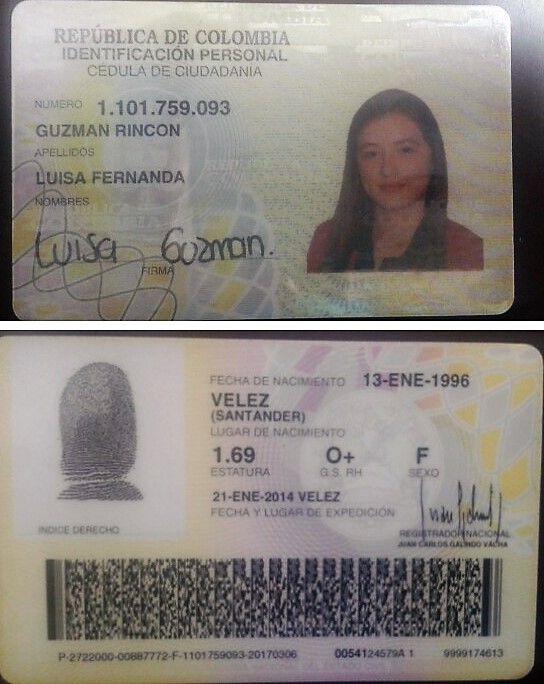 REPÚBLICA DE COLOMBIA
IDENTIFICACIÓN PERSONAL
CEDULA DE CIUDADANIA
NUMERO 1.101.759.093
GUZMAN RINCON
APELLIDOS
LUISA FERNANDA
NOMBRES
Luisa Guzman.
FIRMA
FECHA DE NACIMIENTO 13-ENE-1996
VELEZ
(SANTANDER)
LUGAR DE NACIMIENTO
1.69 O+ F
ESTATURA G.S. RH SEXO
21-ENE-2014 VELEZ
FECHA Y LUGAR DE EXPEDICIÓN
INDICE DERECHO
REGISTRADOR NACIONAL
JUAN CARLOS GALINDO VÁCHA
P-2722000-00887772-F-1101759093-20170306 0054124579A 1 9999174613